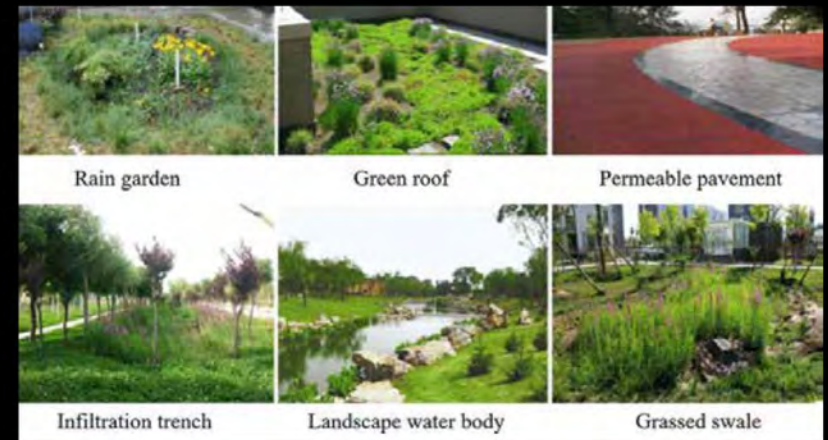 Rain garden
Green roof
Permeable pavement
Infiltration trench
Landscape water body
Grassed swale